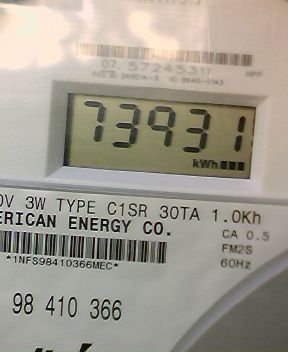 07 57245311
73931
kWh
0V 3W TYPE C1SR 30TA 1.0Kh
ERICAN ENERGY CO.
CA 0.5
FM2S
60Hz
*1NFS98410366MEC*
98 410 366